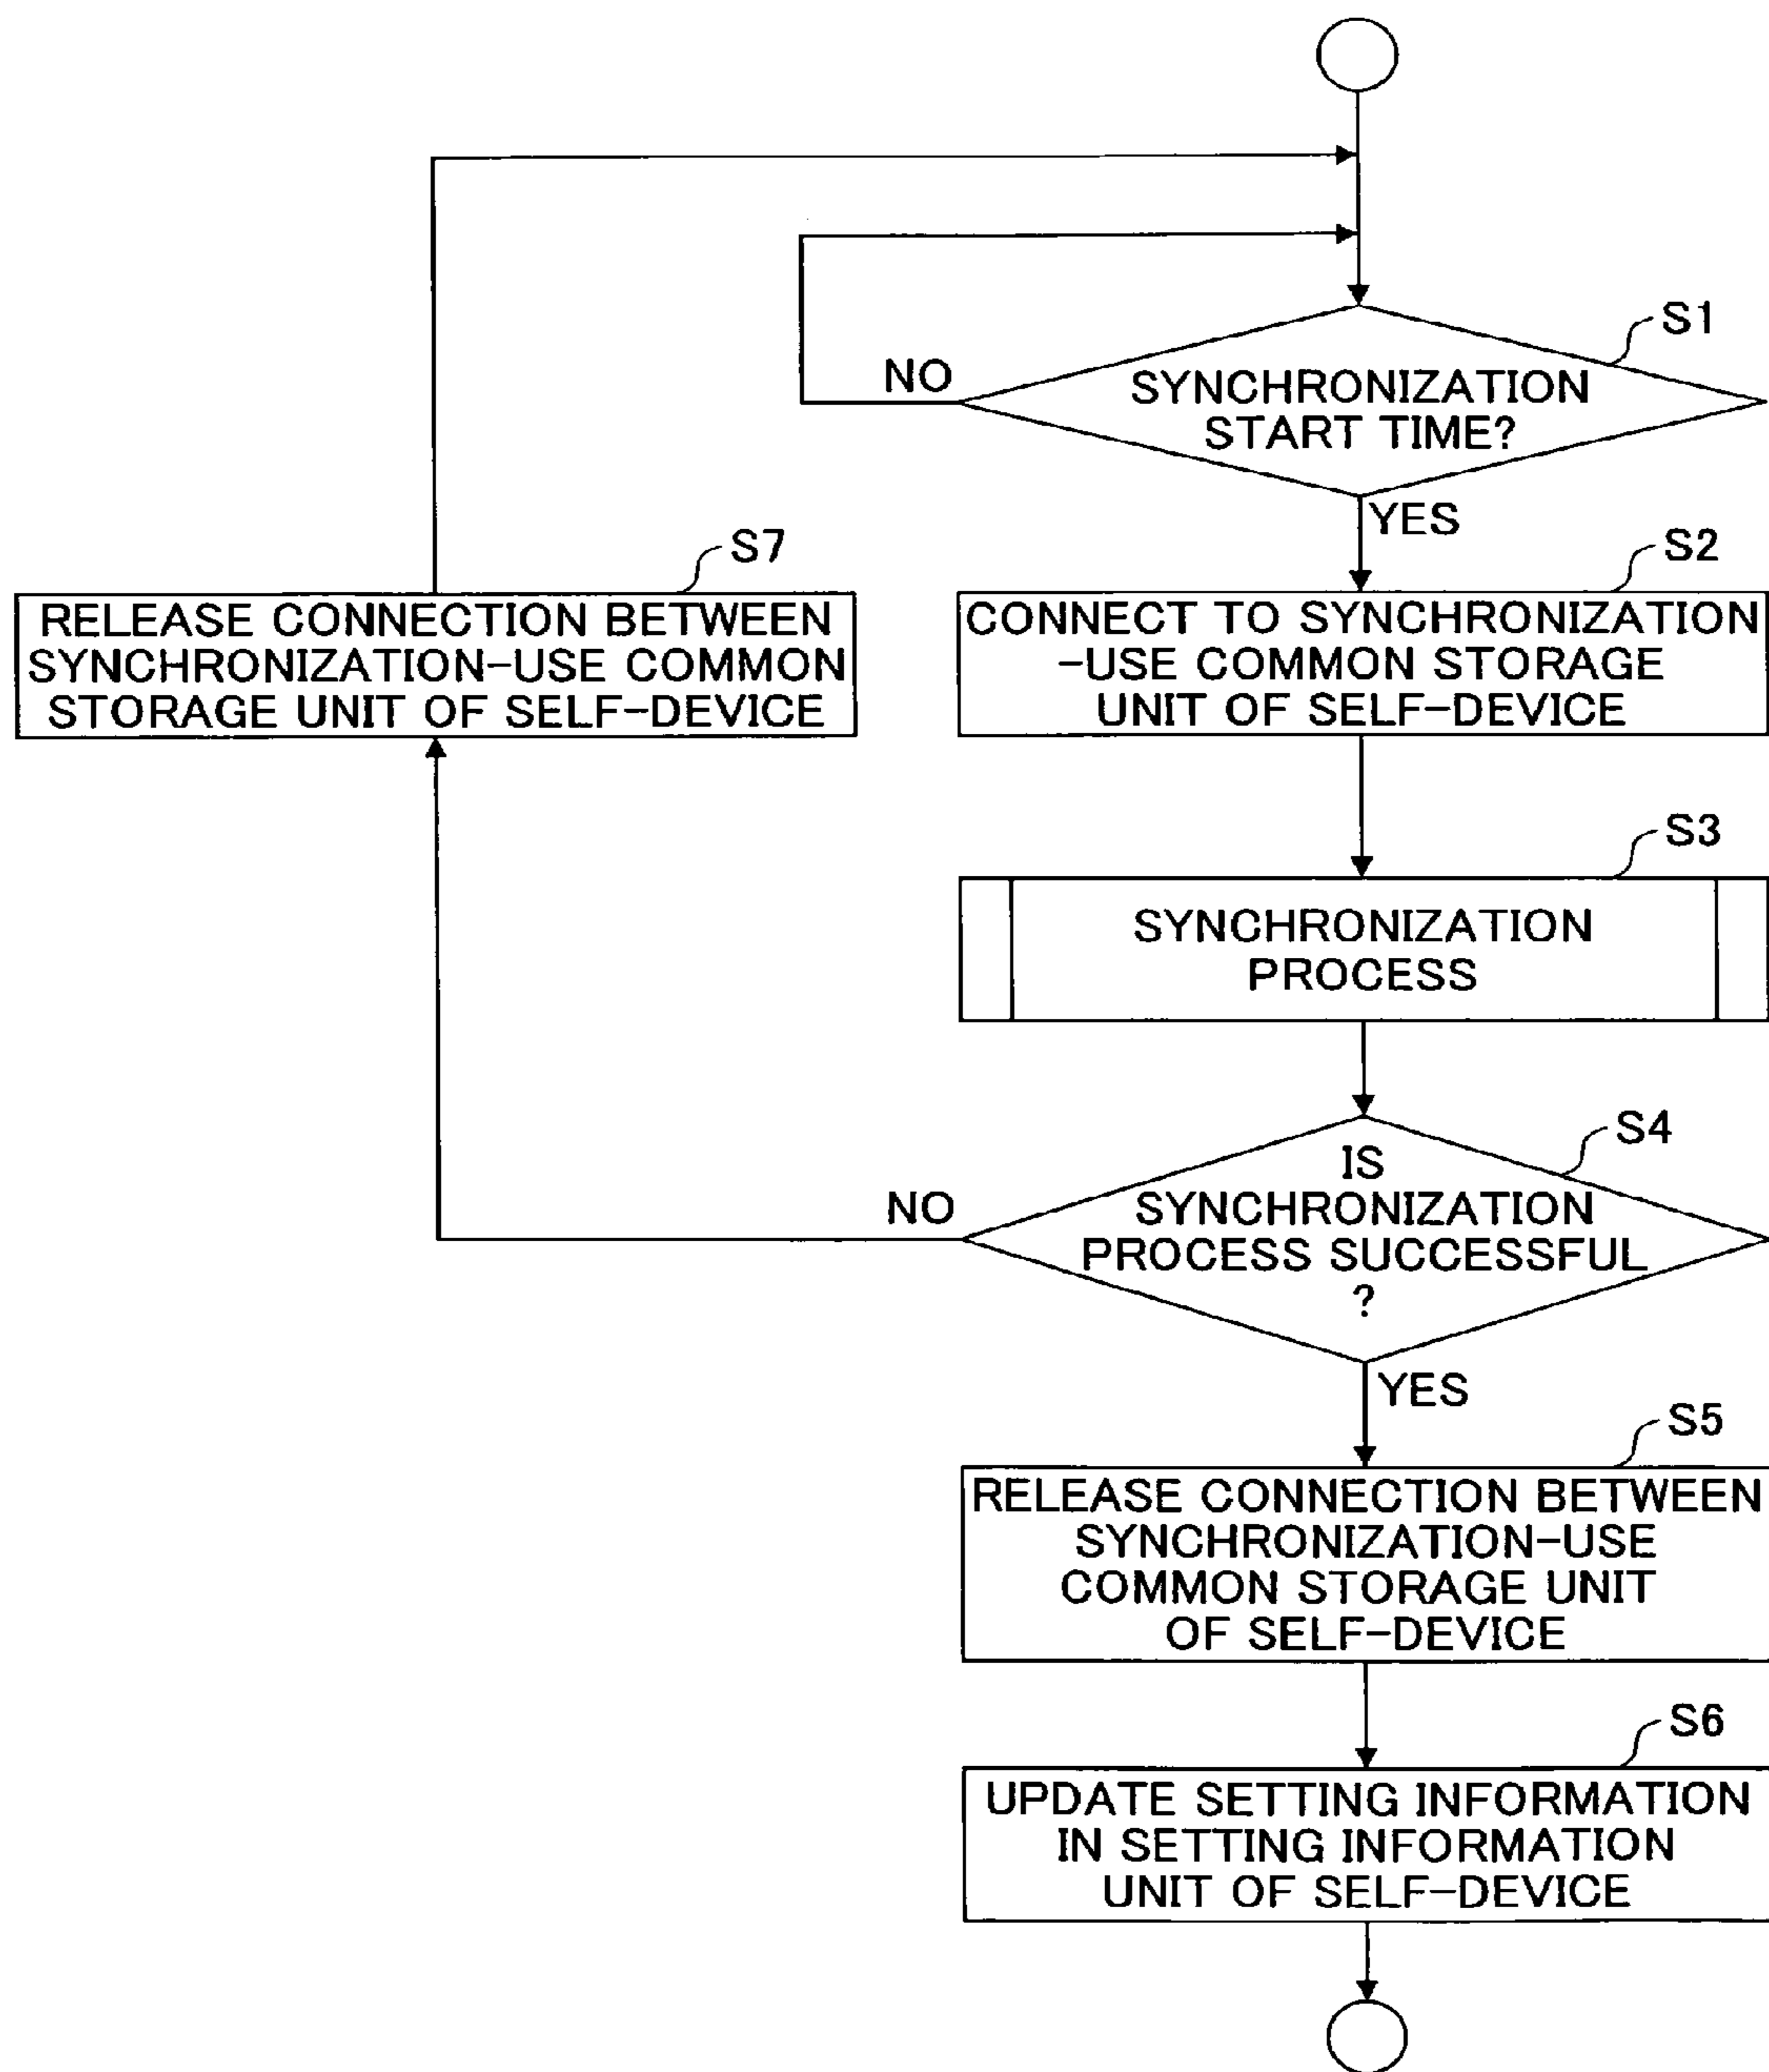 S1
NO
SYNCHRONIZATION
START TIME?
YES
S7
S2
RELEASE CONNECTION BETWEEN
SYNCHRONIZATION-USE COMMON
STORAGE UNIT OF SELF-DEVICE
CONNECT TO SYNCHRONIZATION
-USE COMMON STORAGE
UNIT OF SELF-DEVICE
S3
SYNCHRONIZATION
PROCESS
S4
NO
IS
SYNCHRONIZATION
PROCESS SUCCESSFUL
?
YES
S5
RELEASE CONNECTION BETWEEN
SYNCHRONIZATION-USE
COMMON STORAGE UNIT
OF SELF-DEVICE
S6
UPDATE SETTING INFORMATION
IN SETTING INFORMATION
UNIT OF SELF-DEVICE